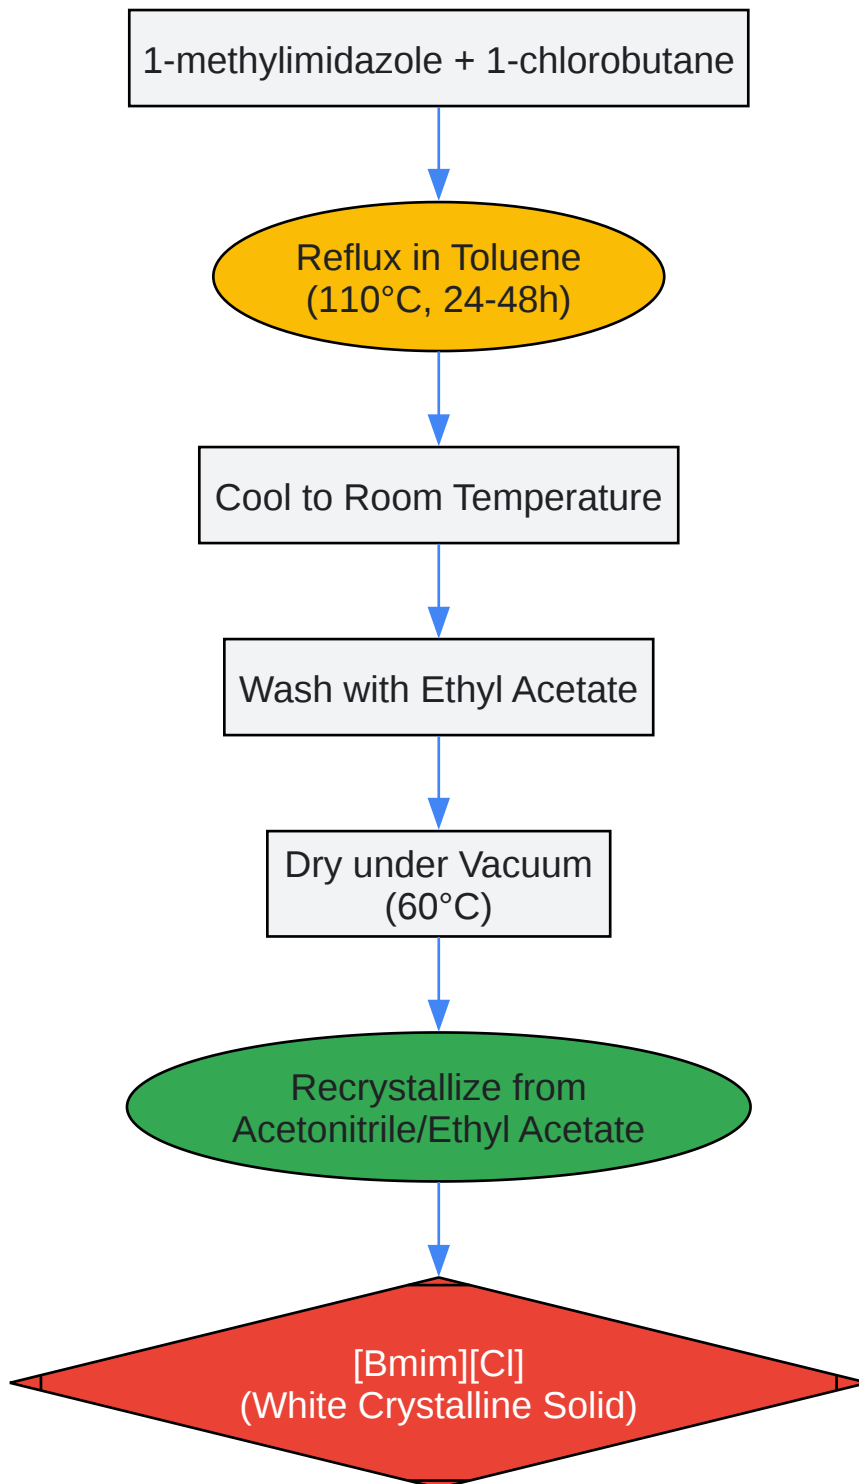 1-methylimidazole + 1-chlorobutane
Reflux in Toluene
(110°C, 24-48h)
Cool to Room Temperature
Wash with Ethyl Acetate
Dry under Vacuum
(60°C)
Recrystallize from
Acetonitrile/Ethyl Acetate
[Bmim][Cl]
(White Crystalline Solid)